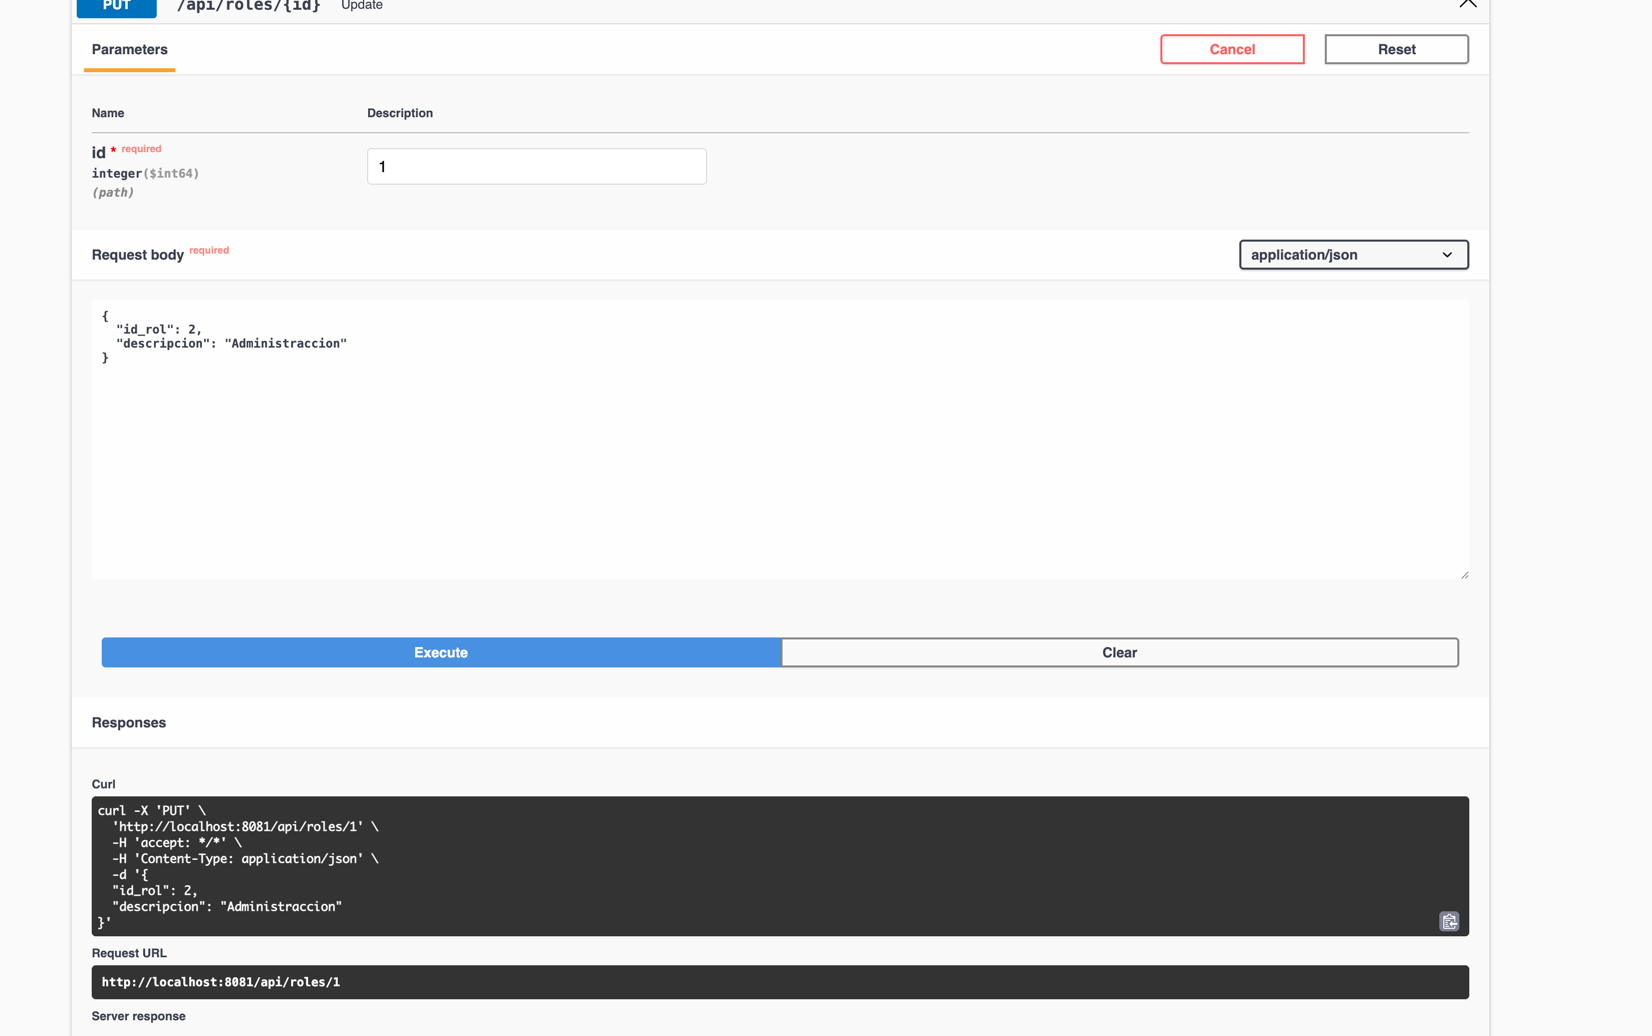 PUT /api/roles/{id} Update
Parameters
Cancel
Reset
Name Description
id * required
integer($int64)
(path)
1
Request body required
application/json
{
"id_rol": 2,
"descripcion": "Administraccion"
}
Execute
Clear
Responses
Curl
curl -X 'PUT' \
'http://localhost:8081/api/roles/1' \
-H 'accept: */*' \
-H 'Content-Type: application/json' \
-d '{
"id_rol": 2,
"descripcion": "Administraccion"
}'
Request URL
http://localhost:8081/api/roles/1
Server response